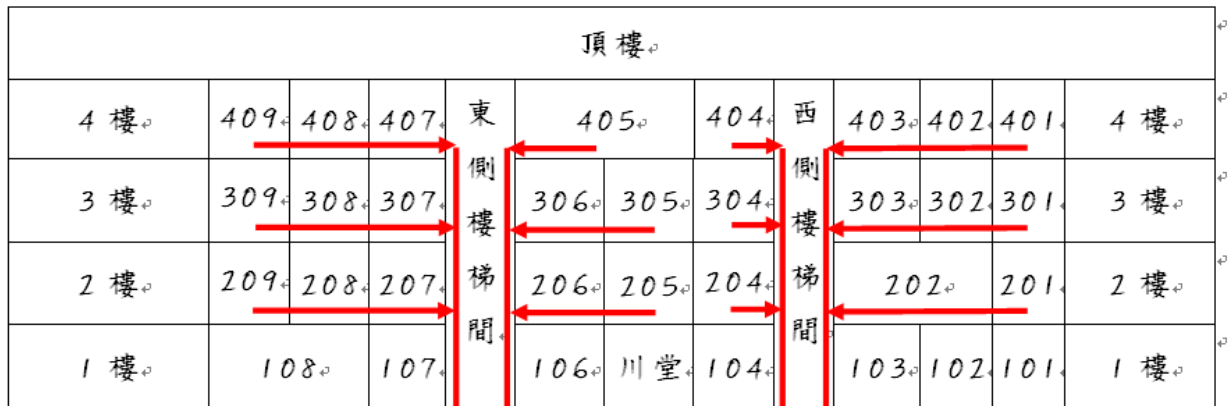 頂樓
4 樓 409 408 407 東側樓梯間 405 404 西側樓梯間 403 402 401 4 樓
3 樓 309 308 307 306 305 304 303 302 301 3 樓
2 樓 209 208 207 206 205 204 202 201 2 樓
1 樓 108 107 106 川堂 104 103 102 101 1 樓